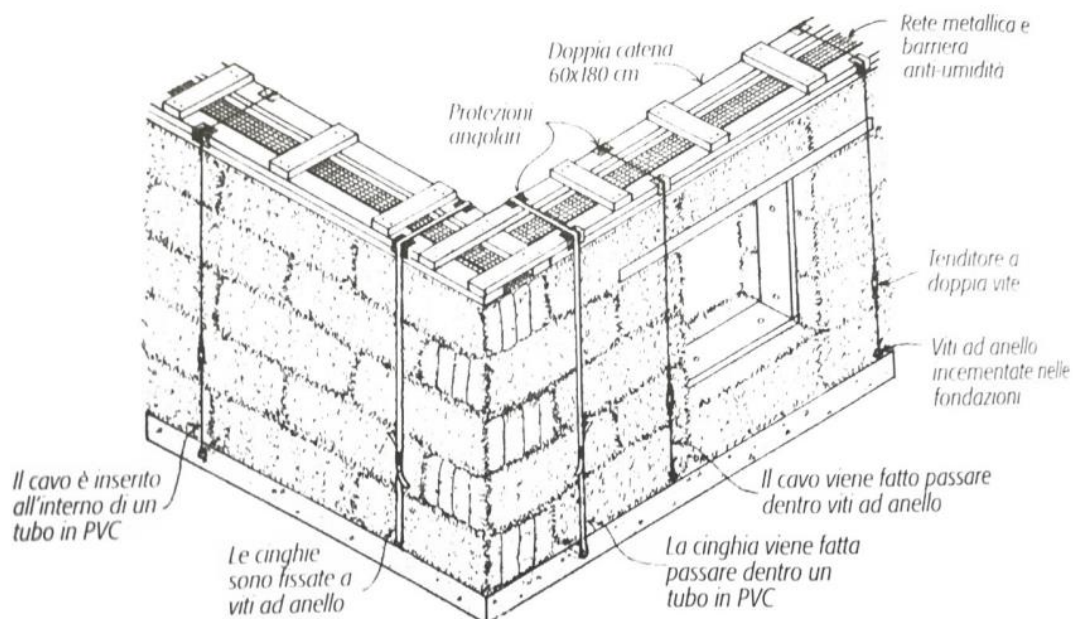 Rete metallica e
barriera
anti-umidità
Doppia catena
60x180 cm
Protezioni
angolari
Tenditore a
doppia vite
Viti ad anello
incementate nelle
fondazioni
Il cavo è inserito
all'interno di un
tubo in PVC
Le cinghie
sono fissate a
viti ad anello
La cinghia viene fatta
passare dentro un
tubo in PVC
Il cavo viene fatto passare
dentro viti ad anello